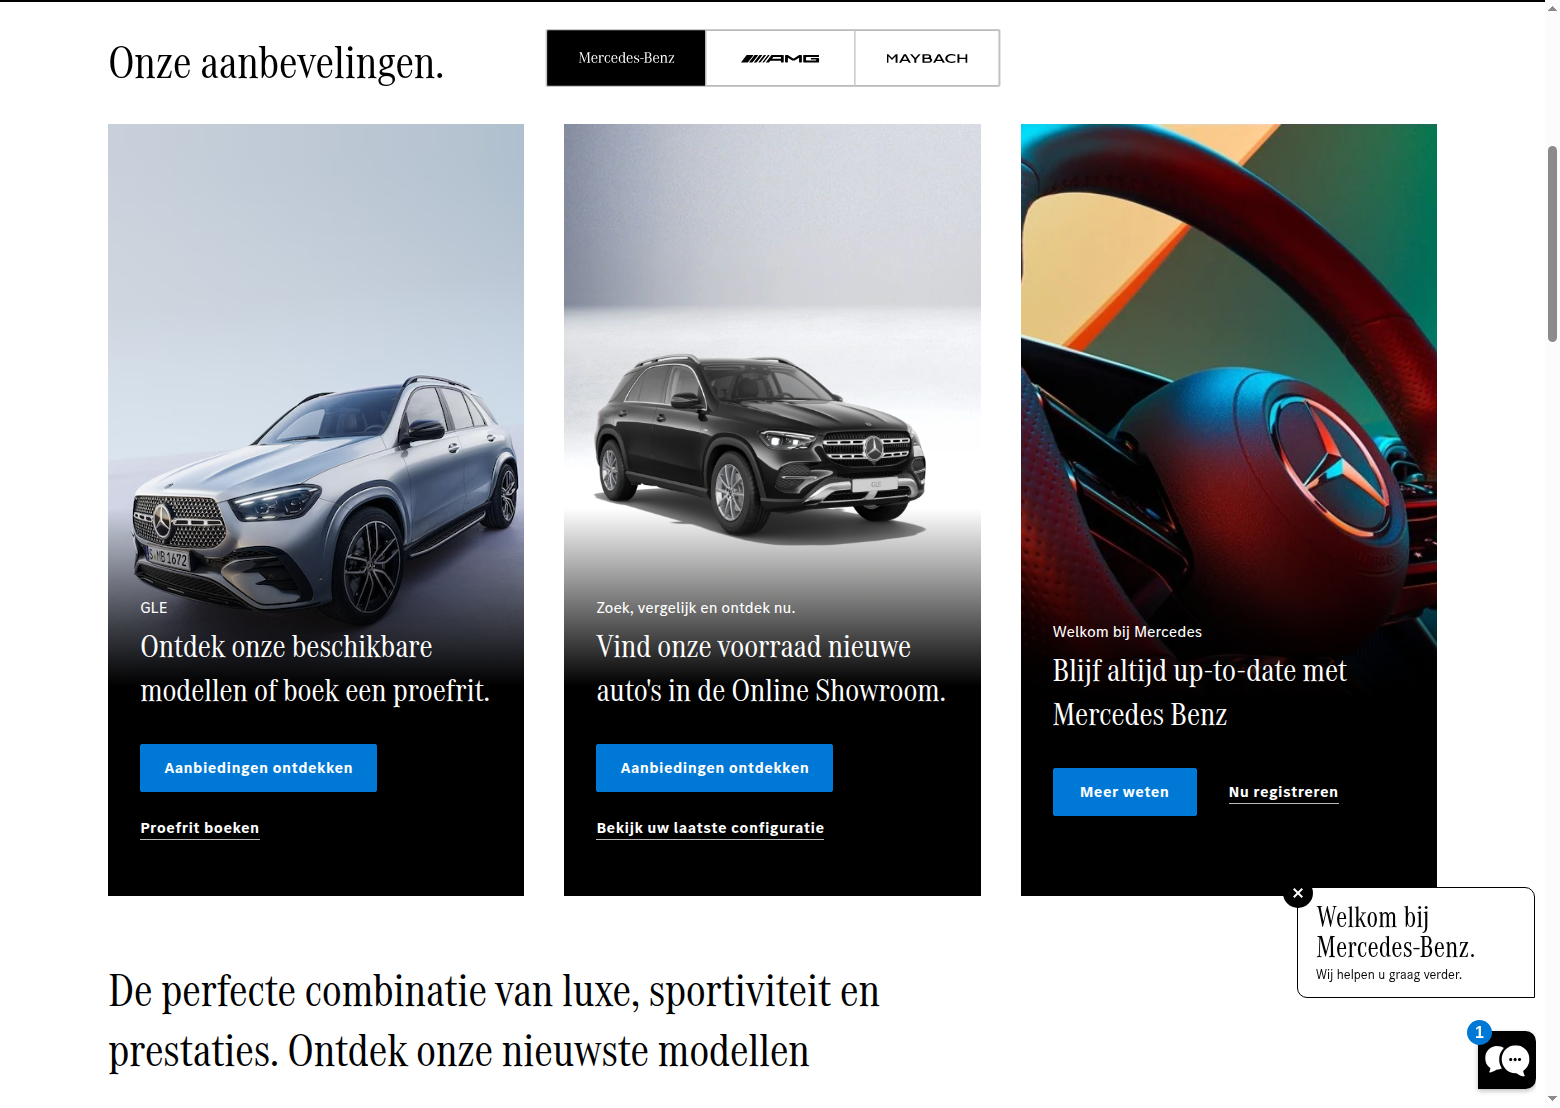 Onze aanbevelingen.
Mercedes-Benz
AMG
MAYBACH
S·MB 1672
GLE
Ontdek onze beschikbare
modellen of boek een proefrit.
Aanbiedingen ontdekken
Proefrit boeken
GLE
Zoek, vergelijk en ontdek nu.
Vind onze voorraad nieuwe
auto's in de Online Showroom.
Aanbiedingen ontdekken
Bekijk uw laatste configuratie
Welkom bij Mercedes
Blijf altijd up-to-date met
Mercedes Benz
Meer weten
Nu registreren
Welkom bij
Mercedes-Benz.
Wij helpen u graag verder.
De perfecte combinatie van luxe, sportiviteit en
prestaties. Ontdek onze nieuwste modellen
1